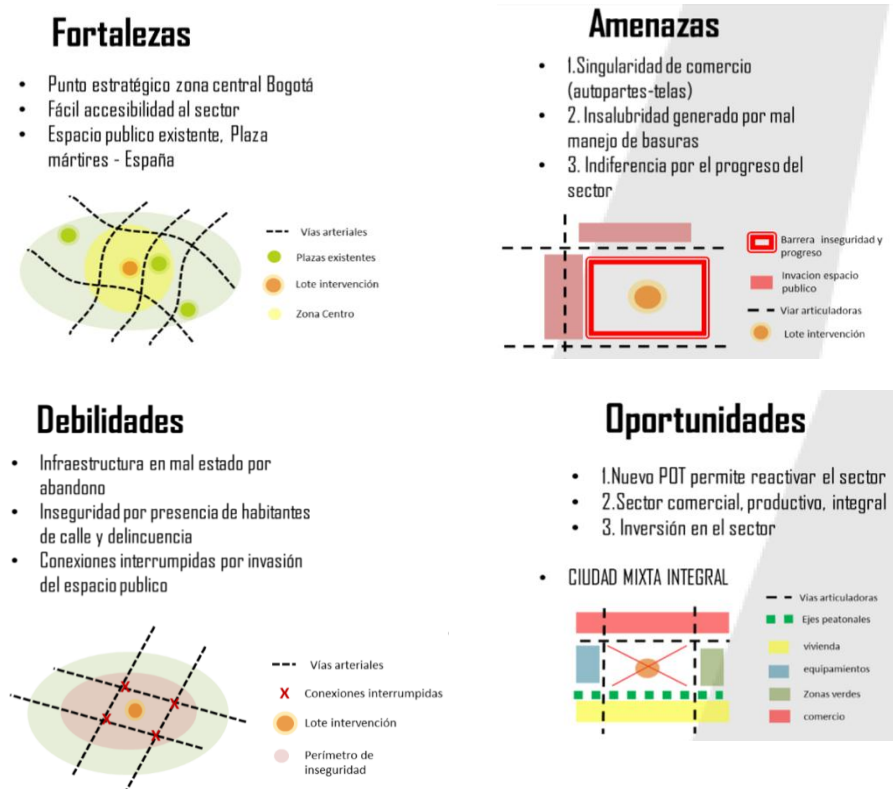 Fortalezas
• Punto estratégico zona central Bogotá
• Fácil accesibilidad al sector
• Espacio publico existente, Plaza
mártires - España
Vías arteriales
Plazas existentes
Lote intervención
Zona Centro
Amenazas
• 1.Singularidad de comercio
(autopartes-telas)
• 2. Insalubridad generado por mal
manejo de basuras
• 3. Indiferencia por el progreso del
sector
Barrera inseguridad y
progreso
Invacion espacio
publico
Viar articuladoras
Lote intervención
Debilidades
• Infraestructura en mal estado por
abandono
• Inseguridad por presencia de habitantes
de calle y delincuencia
• Conexiones interrumpidas por invasión
del espacio publico
Vías arteriales
X Conexiones interrumpidas
Lote intervención
Perímetro de
inseguridad
Oportunidades
• 1.Nuevo POT permite reactivar el sector
• 2.Sector comercial, productivo, integral
• 3. Inversión en el sector
• CIUDAD MIXTA INTEGRAL
Vías articuladoras
Ejes peatonales
vivienda
equipamientos
Zonas verdes
comercio